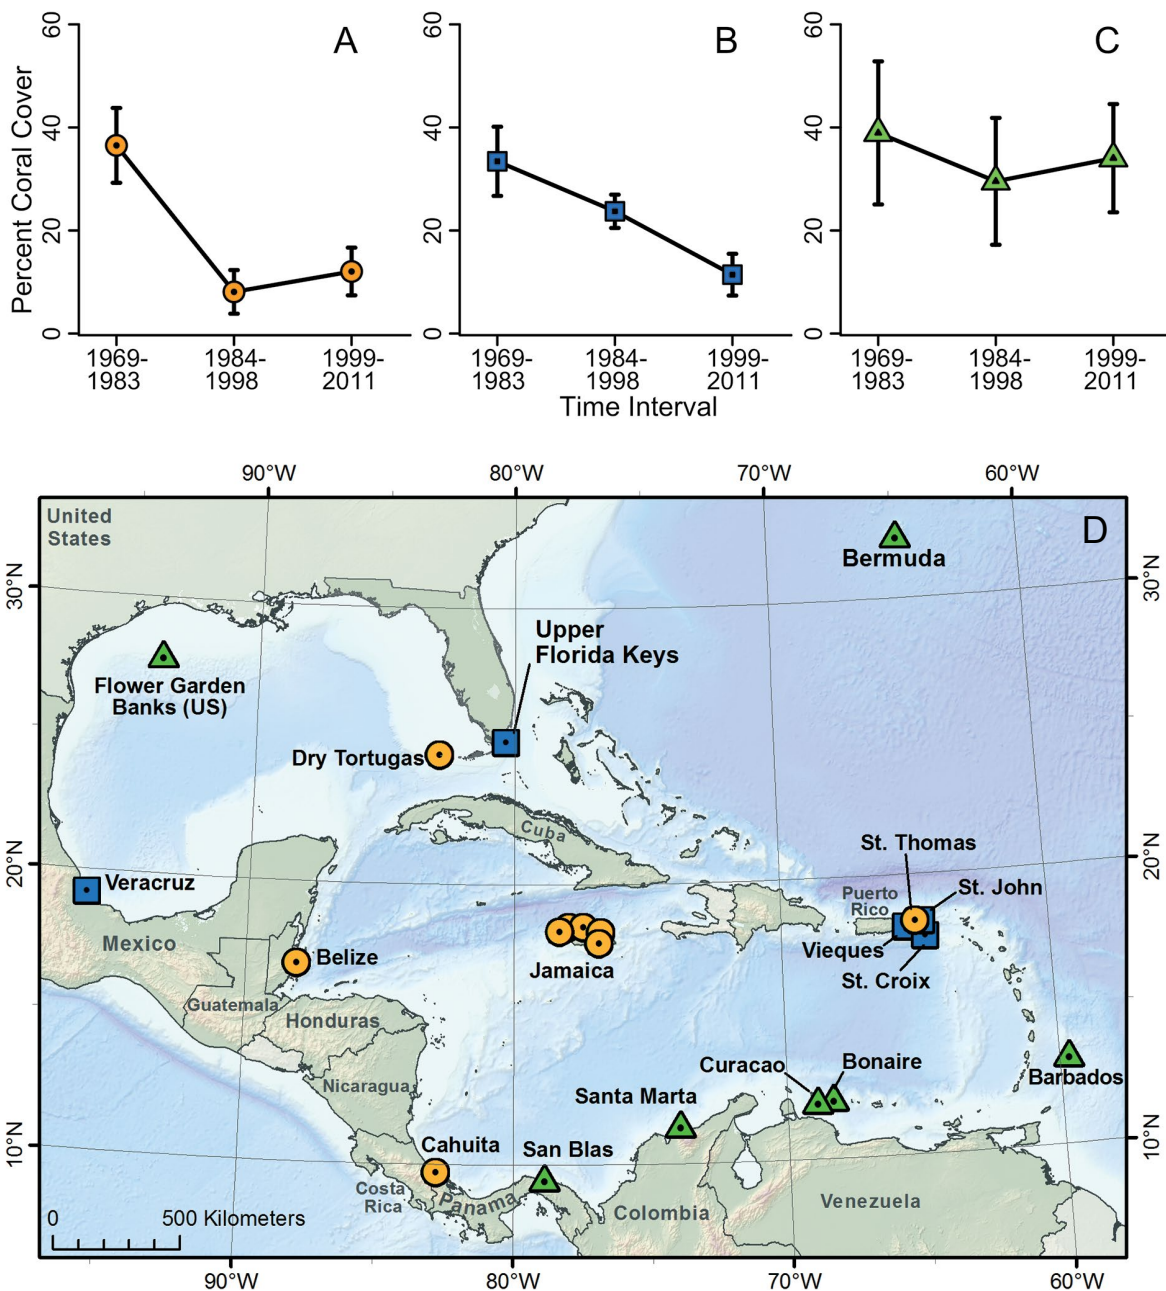 A
B
C
Percent Coral Cover
60
40
20
0
60
40
20
0
60
40
20
0
1969-
1983
1984-
1998
1999-
2011
1969-
1983
1984-
1998
1999-
2011
1969-
1983
1984-
1998
1999-
2011
Time Interval
90°W
80°W
70°W
60°W
D
United
States
Bermuda
30°N
30°N
Upper
Florida Keys
Flower Garden
Banks (US)
Dry Tortugas
Cuba
St. Thomas
20°N
20°N
Veracruz
St. John
Puerto
Rico
Mexico
Vieques
Belize
Jamaica
St. Croix
Guatemala
Honduras
Curacao
Bonaire
Barbados
Nicaragua
Santa Marta
10°N
10°N
Cahuita
San Blas
Costa
Rica
Panama
Colombia
Venezuela
0
500 Kilometers
90°W
80°W
70°W
60°W